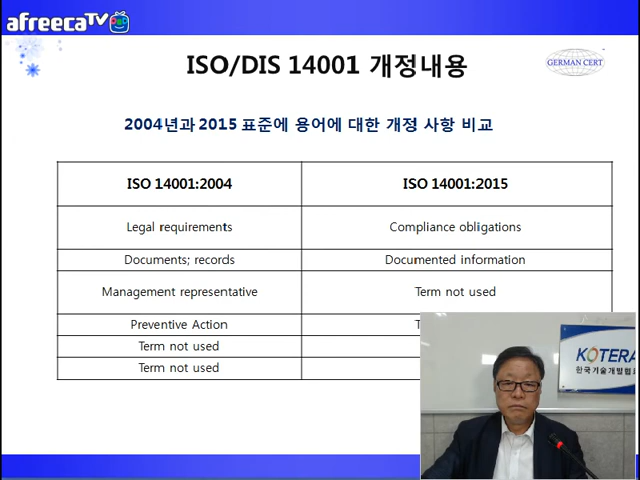 afreecaTV
ISO/DIS 14001 개정내용
GERMAN CERT
2004년과 2015 표준에 용어에 대한 개정 사항 비교
ISO 14001:2004 ISO 14001:2015
Legal requirements Compliance obligations
Documents; records Documented information
Management representative Term not used
Preventive Action
Term not used
Term not used
KOTERA
한국기술개발협회